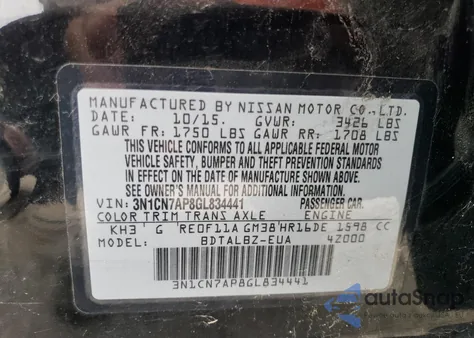 MANUFACTURED BY NISSAN MOTOR CO., LTD.
DATE: 10/15. GVWR: 3426 LBS
GAWR FR: 1750 LBS GAWR RR: 1708 LBS
THIS VEHICLE CONFORMS TO ALL APPLICABLE FEDERAL MOTOR
VEHICLE SAFETY, BUMPER AND THEFT PREVENTION STANDARDS
IN EFFECT ON THE DATE OF MANUFACTURE SHOWN ABOVE.
SEE OWNER'S MANUAL FOR ADDITIONAL INFORMATION.
VIN: 3N1CN7AP8GL834441 PASSENGER CAR.
COLOR TRIM TRANS AXLE ENGINE
KH3 G RE0F11A GM38 HR16DE 1598 CC
MODEL: BDTALBZ-EUA 42000
3N1CN7AP8GL834441
autoSnap